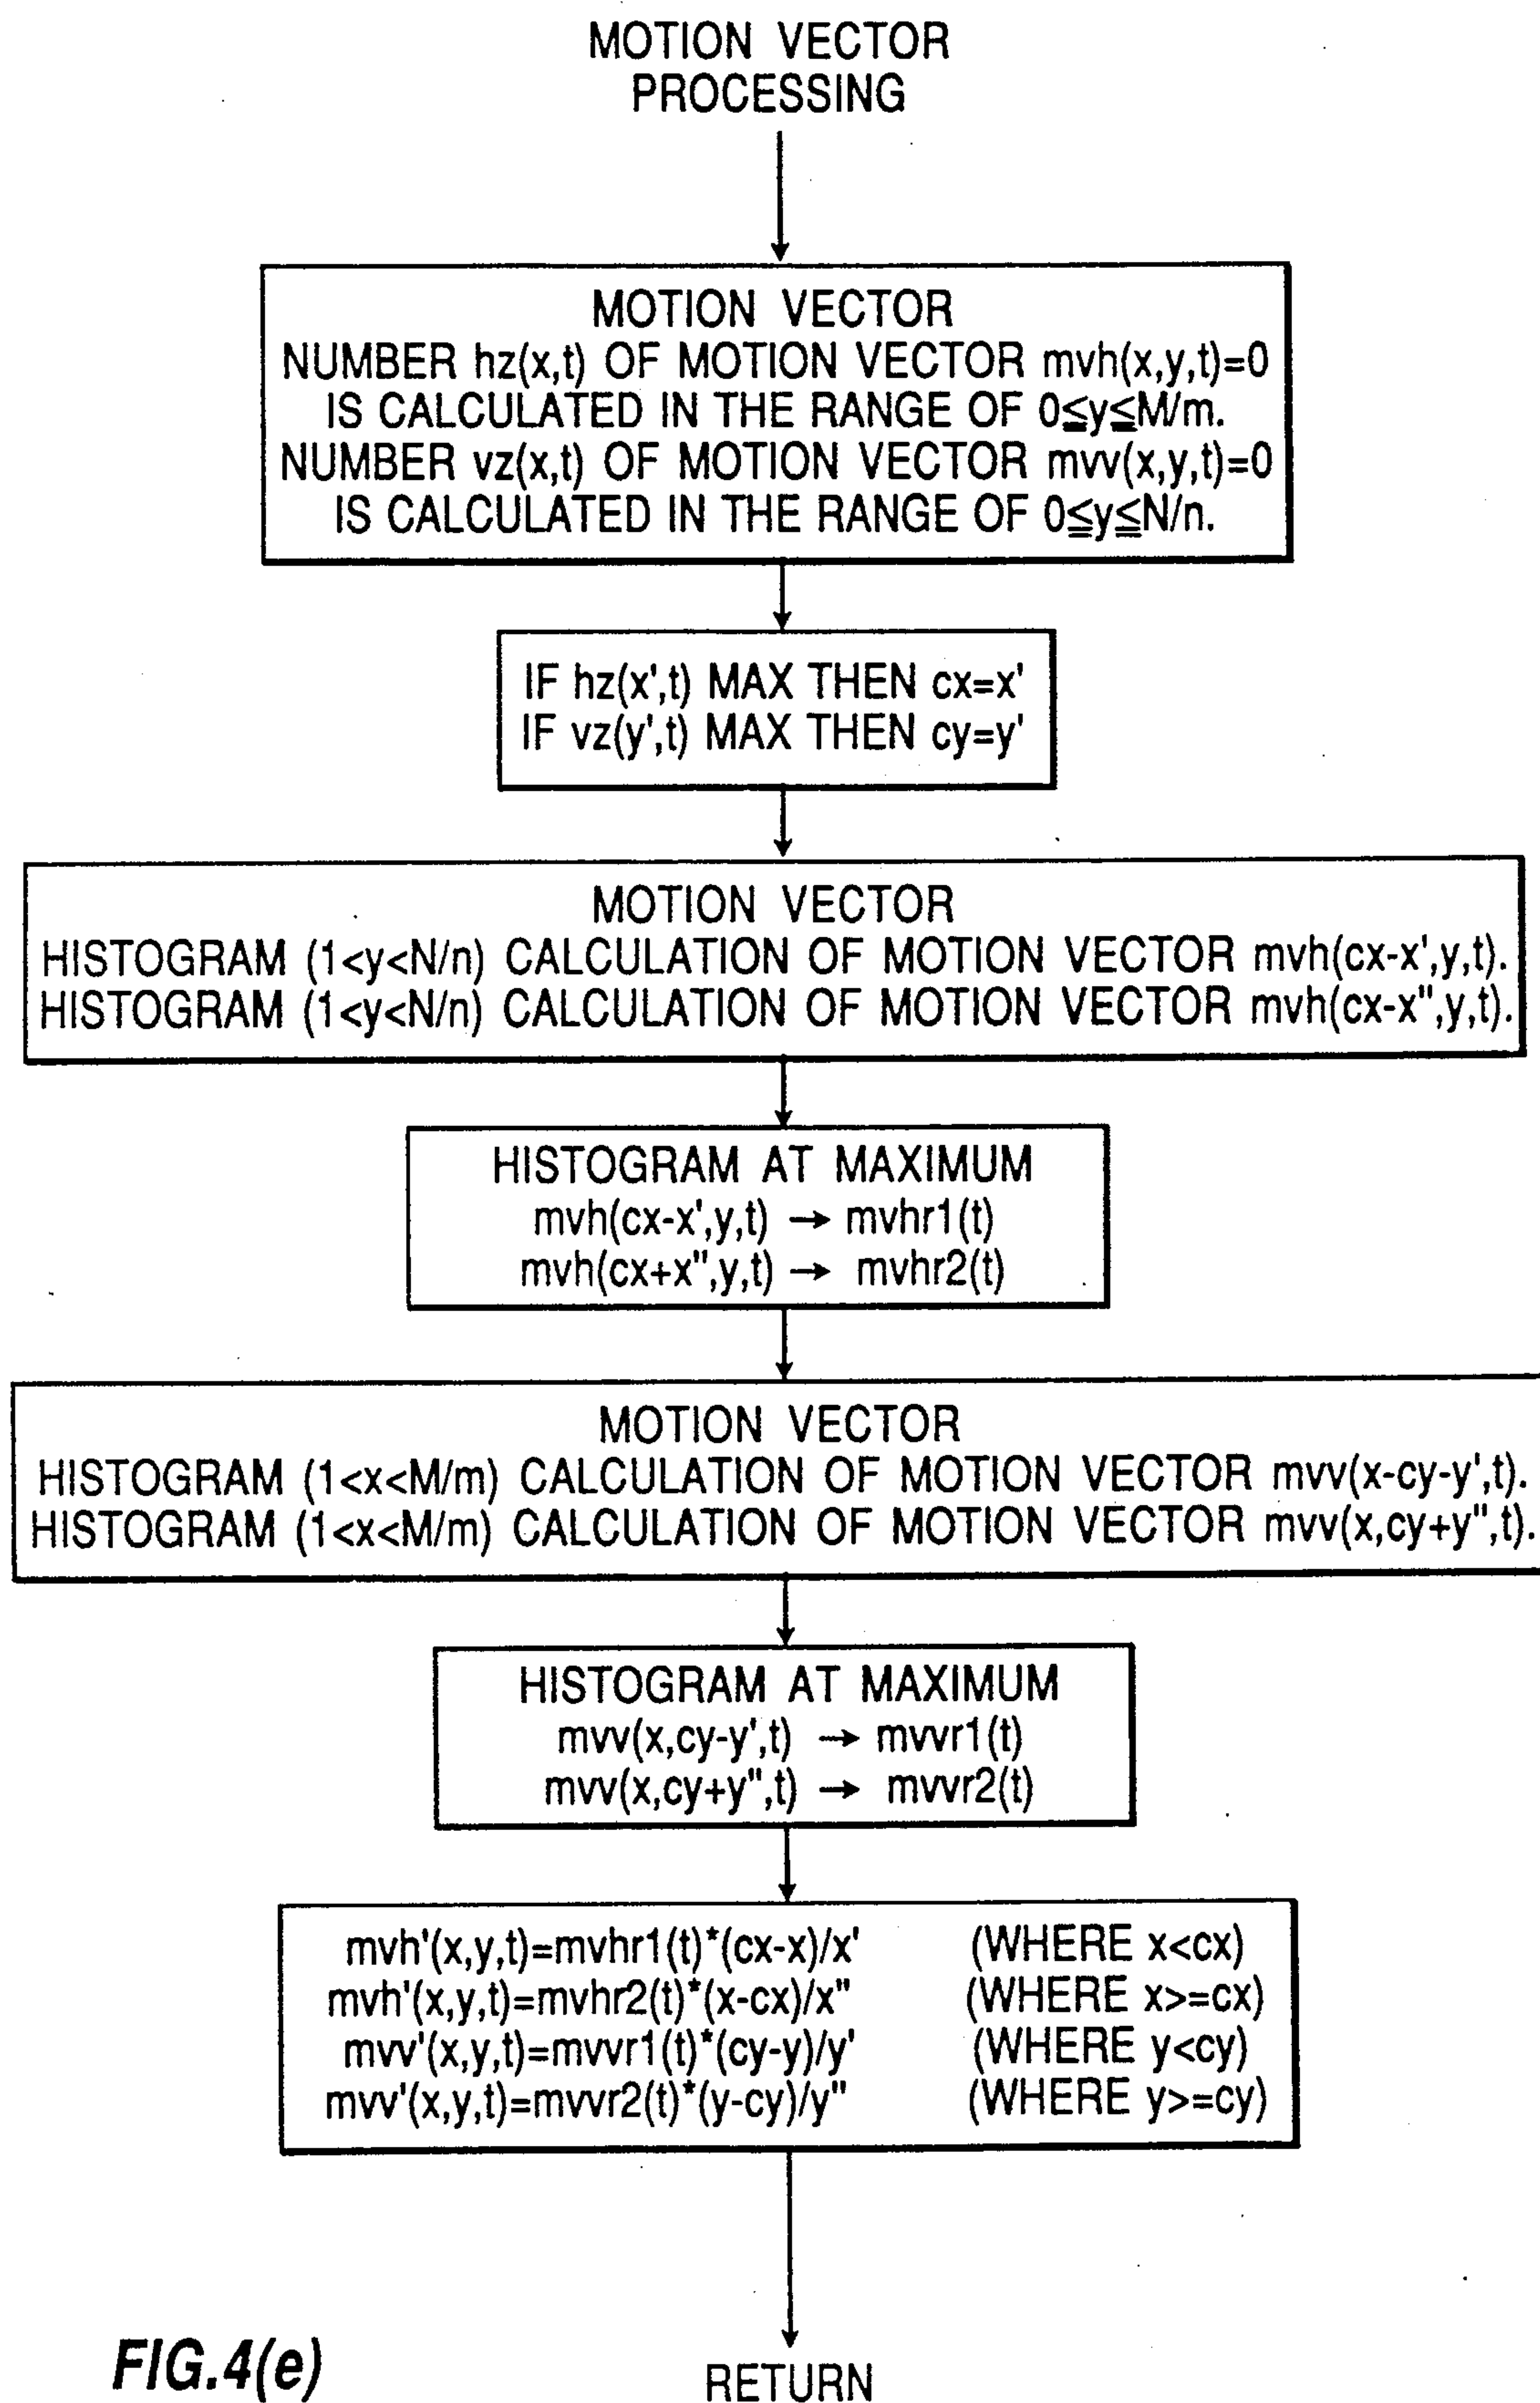 MOTION VECTOR
PROCESSING
MOTION VECTOR
NUMBER hz(x,t) OF MOTION VECTOR mvh(x,y,t)=0
IS CALCULATED IN THE RANGE OF 0≦y≦M/m.
NUMBER vz(x,t) OF MOTION VECTOR mvv(x,y,t)=0
IS CALCULATED IN THE RANGE OF 0≦y≦N/n.
IF hz(x',t) MAX THEN cx=x'
IF vz(y',t) MAX THEN cy=y'
MOTION VECTOR
HISTOGRAM (1<y<N/n) CALCULATION OF MOTION VECTOR mvh(cx-x',y,t).
HISTOGRAM (1<y<N/n) CALCULATION OF MOTION VECTOR mvh(cx-x",y,t).
HISTOGRAM AT MAXIMUM
mvh(cx-x',y,t) → mvhr1(t)
mvh(cx+x",y,t) → mvhr2(t)
MOTION VECTOR
HISTOGRAM (1<x<M/m) CALCULATION OF MOTION VECTOR mvv(x-cy-y',t).
HISTOGRAM (1<x<M/m) CALCULATION OF MOTION VECTOR mvv(x,cy+y",t).
HISTOGRAM AT MAXIMUM
mvv(x,cy-y',t) → mvvr1(t)
mvv(x,cy+y",t) → mvvr2(t)
mvh'(x,y,t)=mvhr1(t)*(cx-x)/x' (WHERE x<cx)
mvh'(x,y,t)=mvhr2(t)*(x-cx)/x" (WHERE x>=cx)
mvv'(x,y,t)=mvvr1(t)*(cy-y)/y' (WHERE y<cy)
mvv'(x,y,t)=mvvr2(t)*(y-cy)/y" (WHERE y>=cy)
RETURN
FIG.4(e)